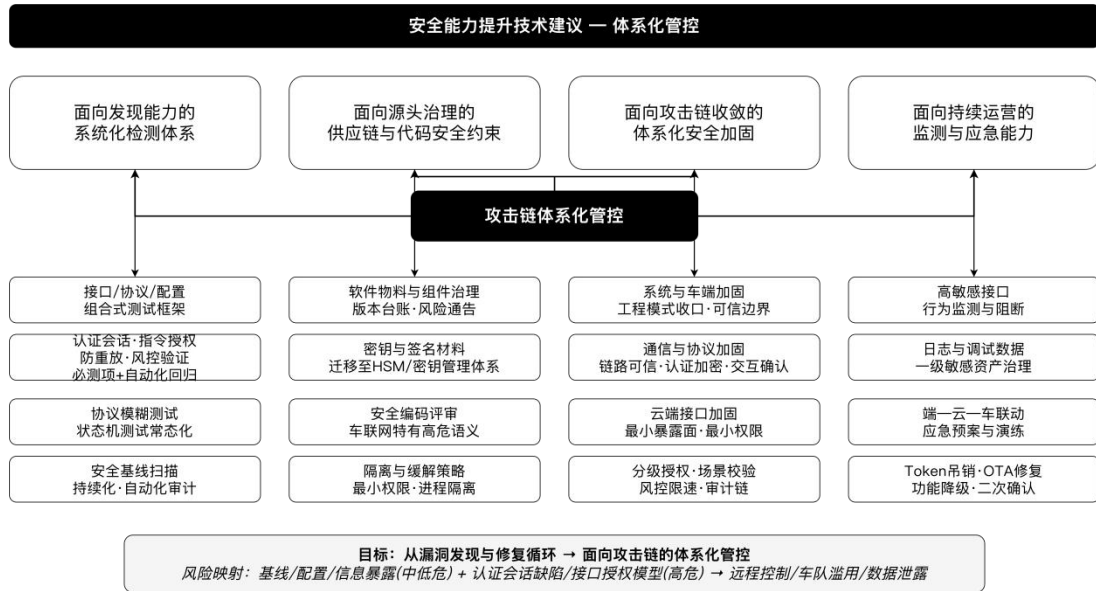 安全能力提升技术建议 — 体系化管控
面向发现能力的
系统化检测体系
面向源头治理的
供应链与代码安全约束
面向攻击链收敛的
体系化安全加固
面向持续运营的
监测与应急能力
攻击链体系化管控
接口/协议/配置
组合式测试框架
软件物料与组件治理
版本台账·风险通告
系统与车端加固
工程模式收口·可信边界
高敏感接口
行为监测与阻断
认证会话·指令授权
防重放·风控验证
必测项+自动化回归
密钥与签名材料
迁移至HSM/密钥管理体系
通信与协议加固
链路可信·认证加密·交互确认
日志与调试数据
一级敏感资产治理
协议模糊测试
状态机测试常态化
安全编码评审
车联网特有高危语义
云端接口加固
最小暴露面·最小权限
端—云—车联动
应急预案与演练
安全基线扫描
持续化·自动化审计
隔离与缓解策略
最小权限·进程隔离
分级授权·场景校验
风控限速·审计链
Token吊销·OTA修复
功能降级·二次确认
目标：从漏洞发现与修复循环 → 面向攻击链的体系化管控
风险映射：基线/配置/信息暴露(中低危) + 认证会话缺陷/接口授权模型(高危) → 远程控制/车队滥用/数据泄露